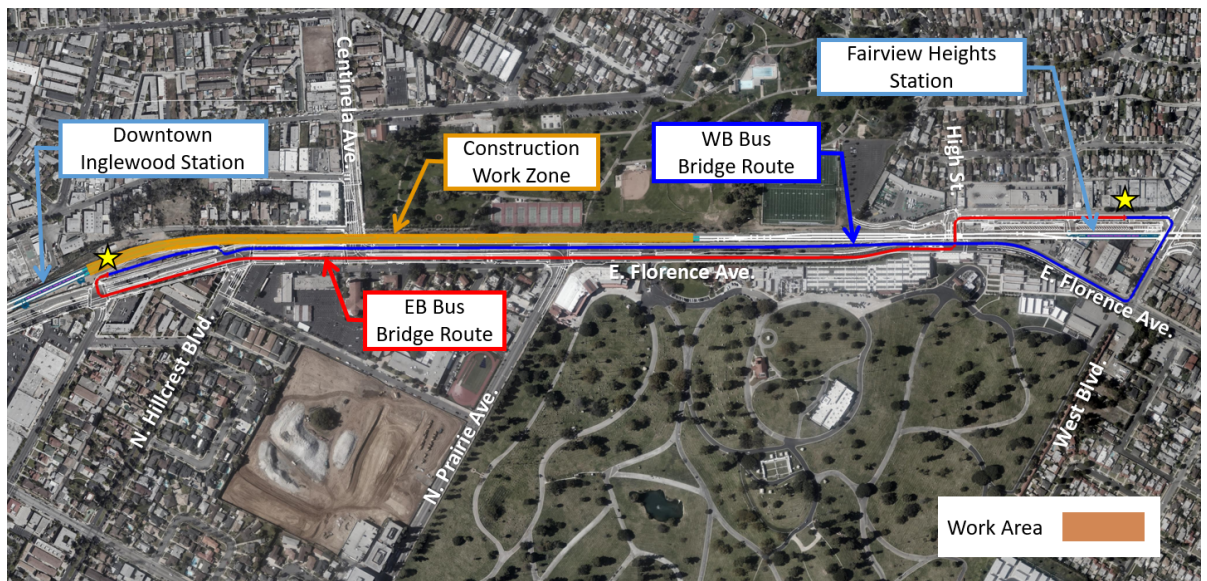 Centinela Ave.
Fairview Heights
Station
Downtown
Inglewood Station
Construction
Work Zone
WB Bus
Bridge Route
High St.
E. Florence Ave.
E. Florence Ave.
EB Bus
Bridge Route
N. Hillcrest Blvd.
N. Prairie Ave.
West Blvd.
Work Area